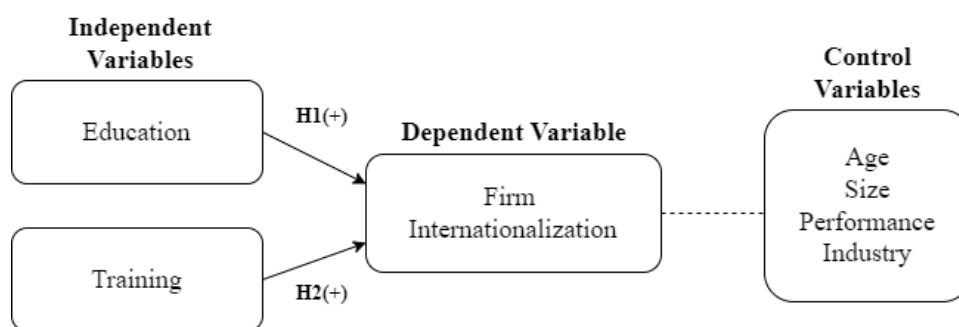 Independent
Variables
Education
Training
H1(+)
H2(+)
Dependent Variable
Firm
Internationalization
Control
Variables
Age
Size
Performance
Industry